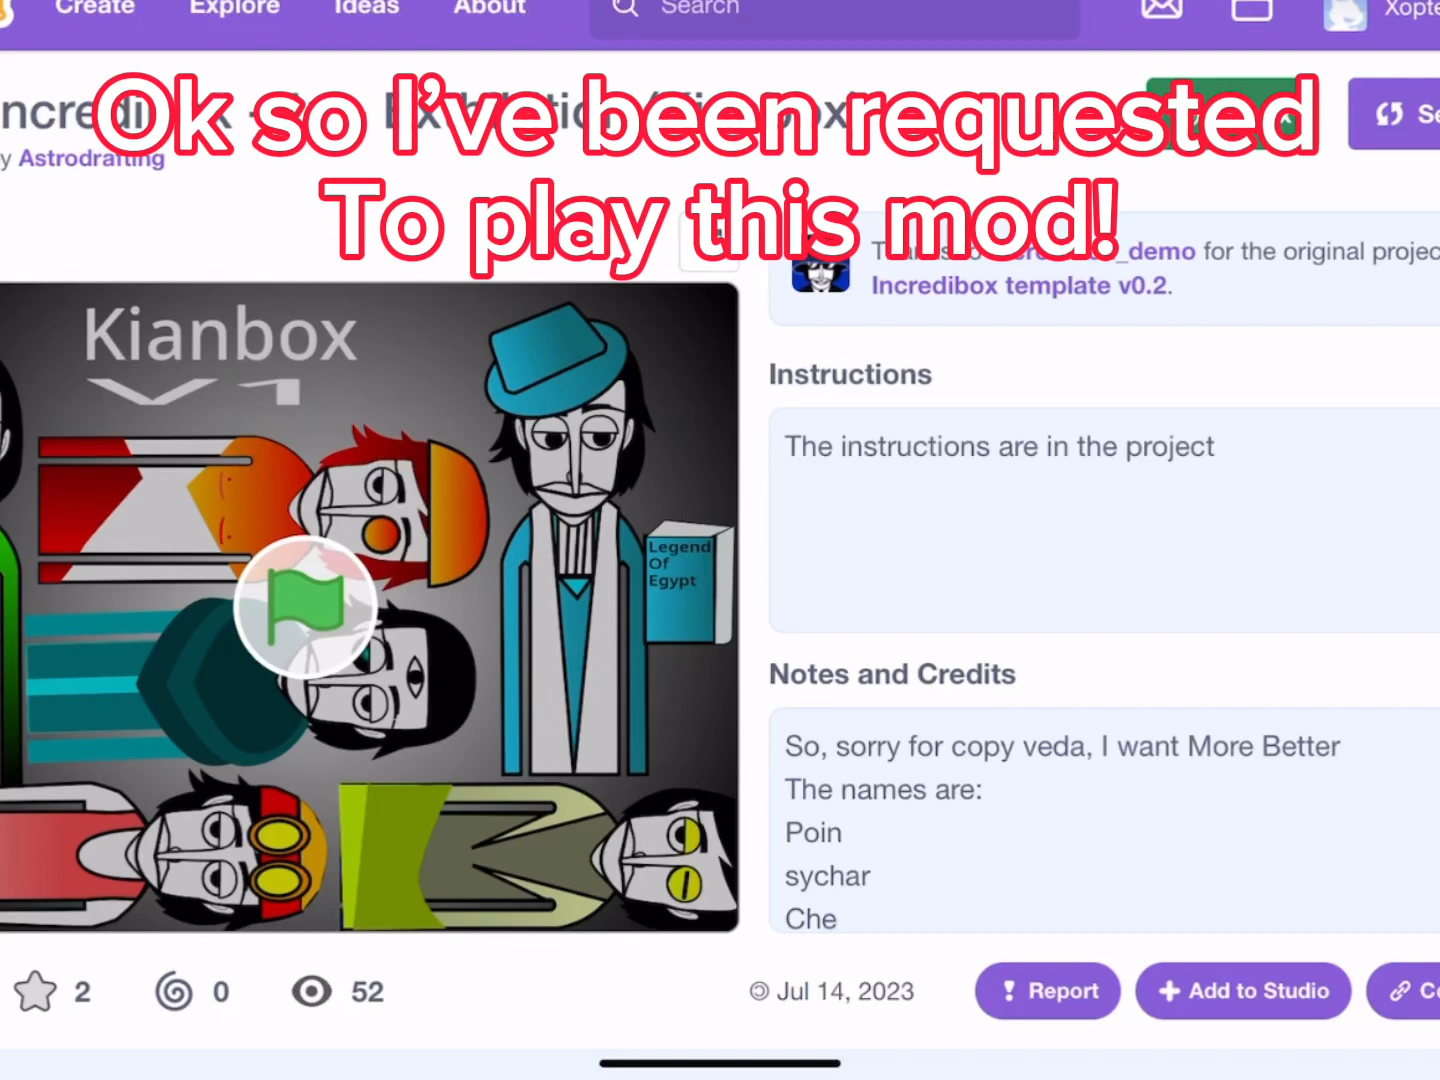 Create Explore Ideas About Search
Ok so I've been requested
To play this mod!
by Astrodrafting
_demo for the original projec
Incredibox template v0.2.
Kianbox
V1
Legend
Of
Egypt
Instructions
The instructions are in the project
Notes and Credits
So, sorry for copy veda, I want More Better
The names are:
Poin
sychar
Che
2 0 52
Jul 14, 2023
Report
Add to Studio